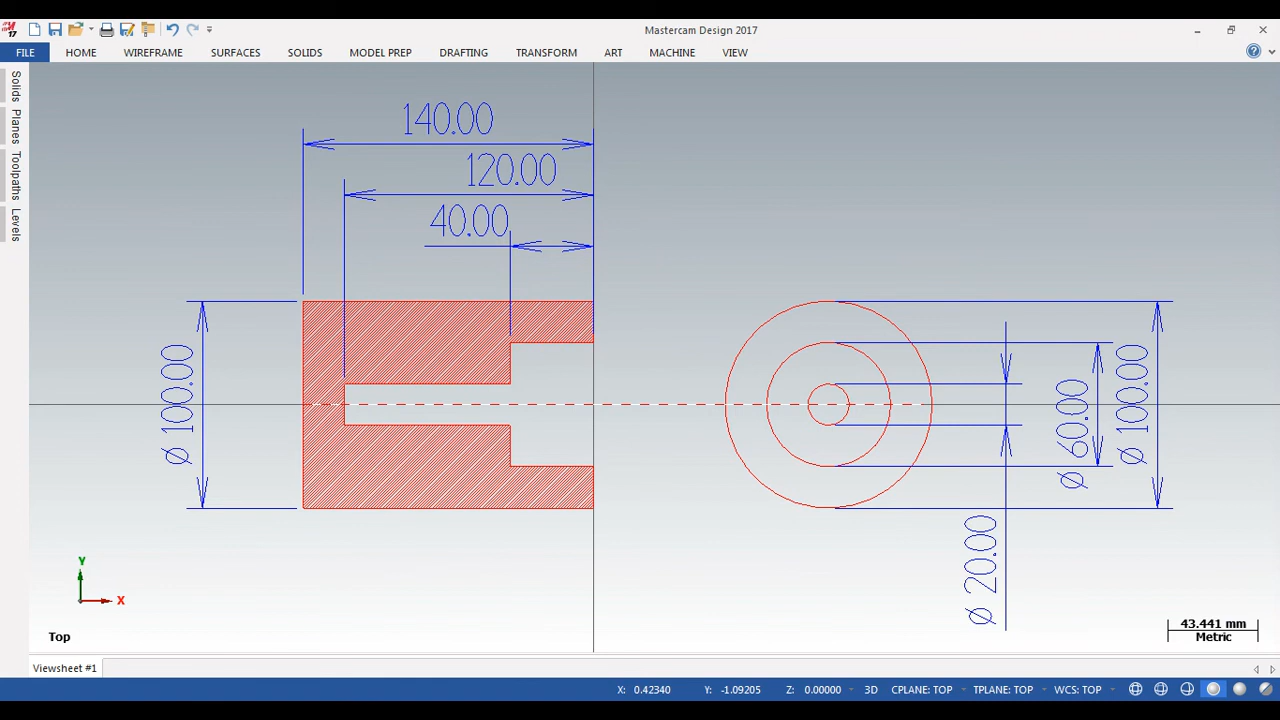 17
Mastercam Design 2017
FILE HOME WIREFRAME SURFACES SOLIDS MODEL PREP DRAFTING TRANSFORM ART MACHINE VIEW
Solids
Planes
Toolpaths
Levels
140.00
120.00
40.00
Ø 100.00
Ø 20.00
Ø 60.00
Ø 100.00
Y
X
Top
43.441 mm
Metric
Viewsheet #1
X: 0.42340 Y: -1.09205 Z: 0.00000 3D CPLANE: TOP TPLANE: TOP WCS: TOP